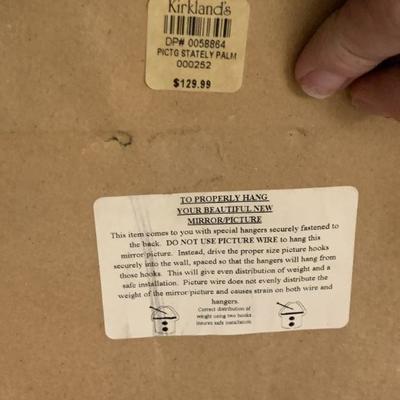 Kirkland's
DP# 0058864
PICTG STATELY PALM
000252
$129.99
TO PROPERLY HANG
YOUR BEAUTIFUL NEW
MIRROR/PICTURE
This item comes to you with special hangers securely fastened to
the back. DO NOT USE PICTURE WIRE to hang this
mirror/picture. Instead, drive the proper size picture hooks
securely into the wall, spaced so that the hangers will hang from
those hooks. This will give even distribution of weight and a
safe installation. Picture wire does not evenly distribute the
weight of the mirror/picture and causes strain on both wire and
hangers.
Correct distribution of
weight using two hooks
insures safe installation.